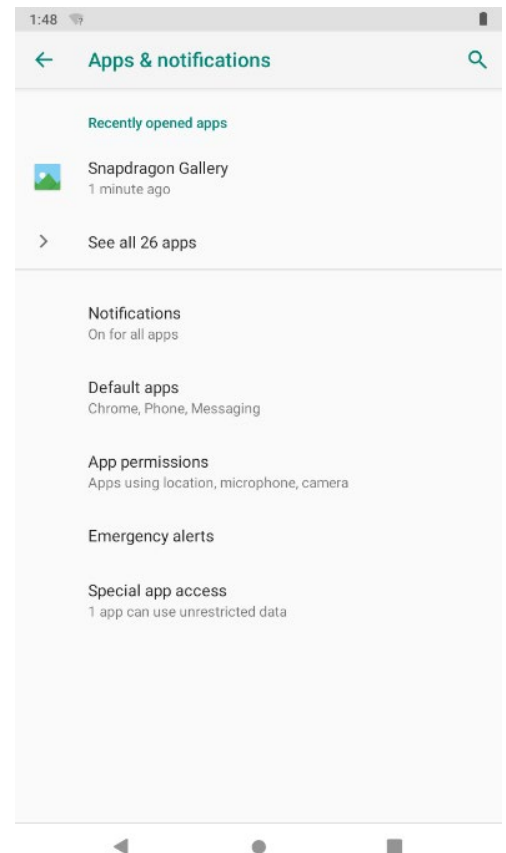 1:48
Apps & notifications
Recently opened apps
Snapdragon Gallery
1 minute ago
See all 26 apps
Notifications
On for all apps
Default apps
Chrome, Phone, Messaging
App permissions
Apps using location, microphone, camera
Emergency alerts
Special app access
1 app can use unrestricted data